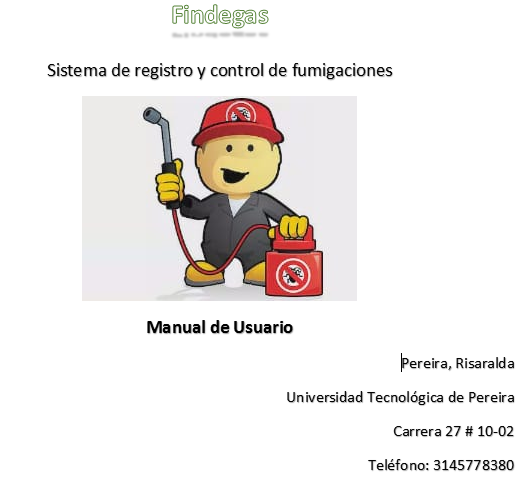 Findegas
Sistema de registro y control de fumigaciones
Manual de Usuario
Pereira, Risaralda
Universidad Tecnológica de Pereira
Carrera 27 # 10-02
Teléfono: 3145778380